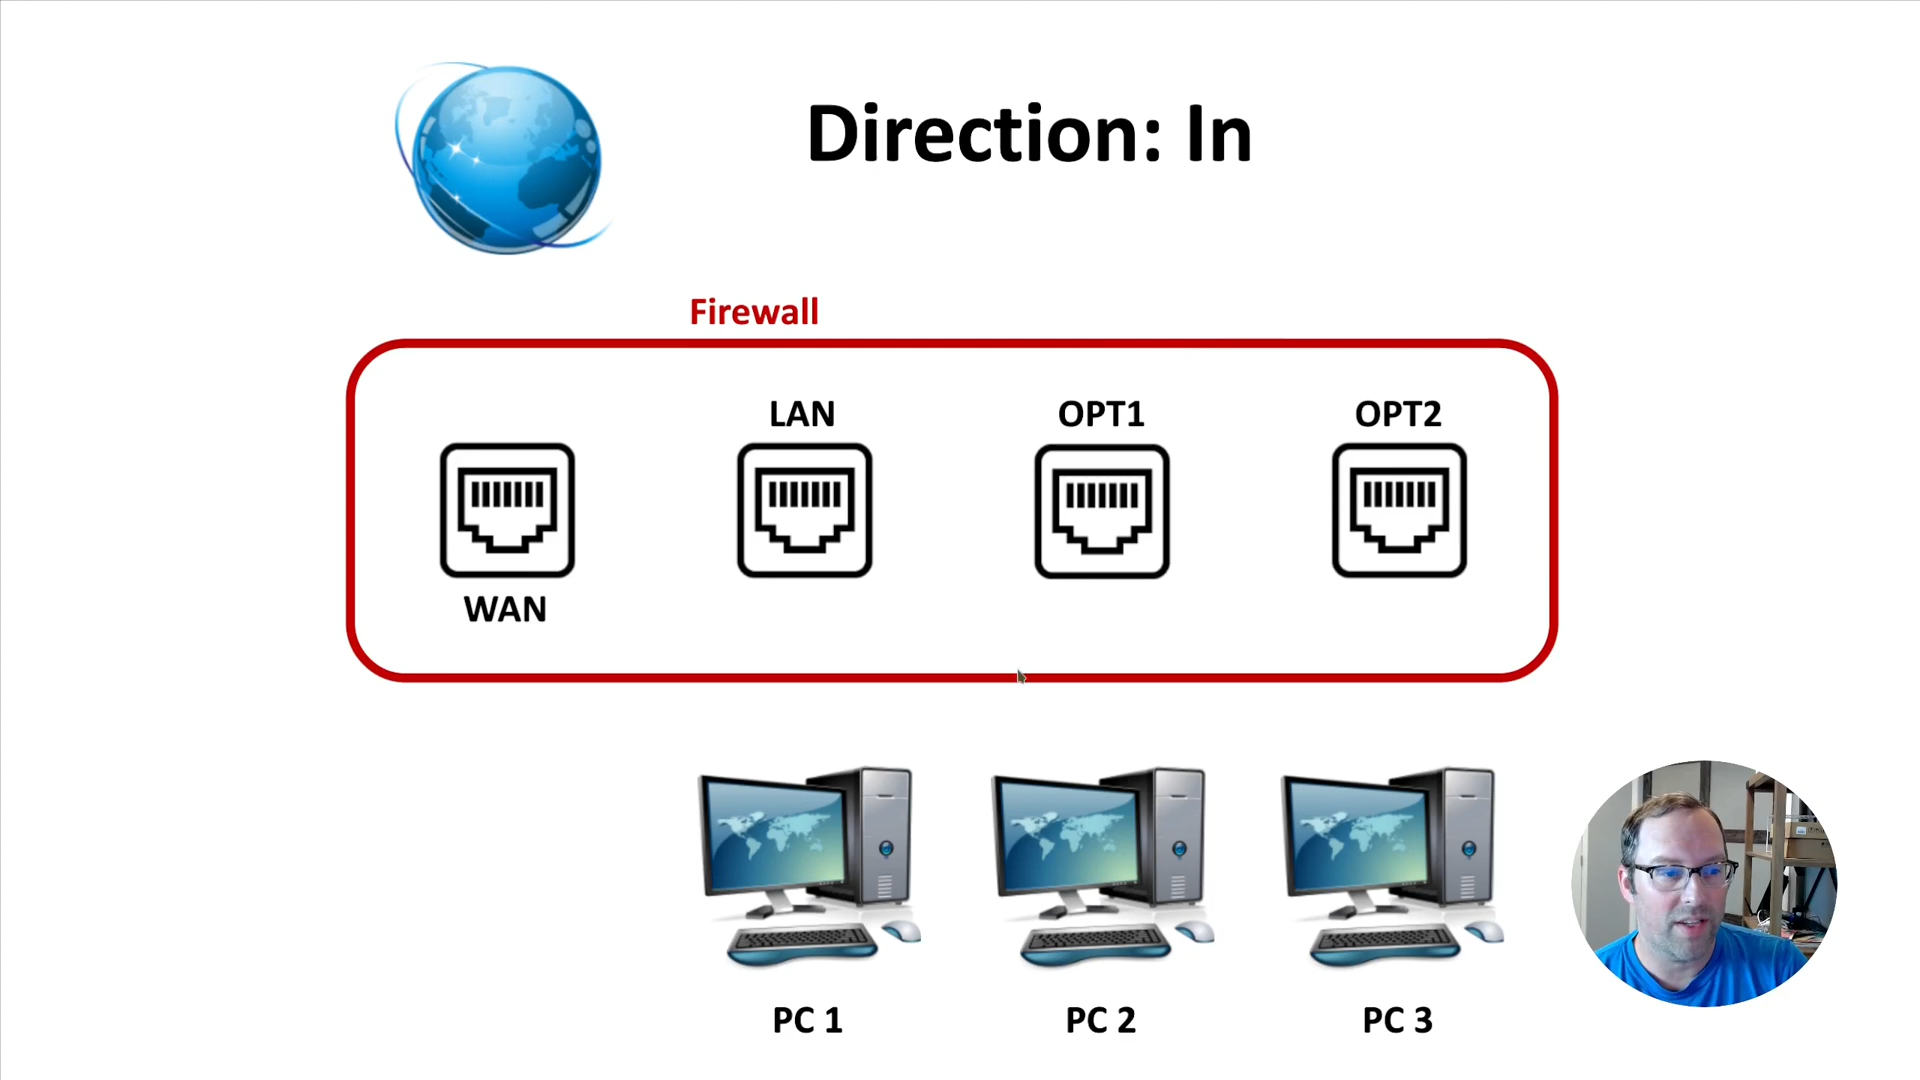 Direction: In
Firewall
LAN
OPT1
OPT2
WAN
PC 1
PC 2
PC 3